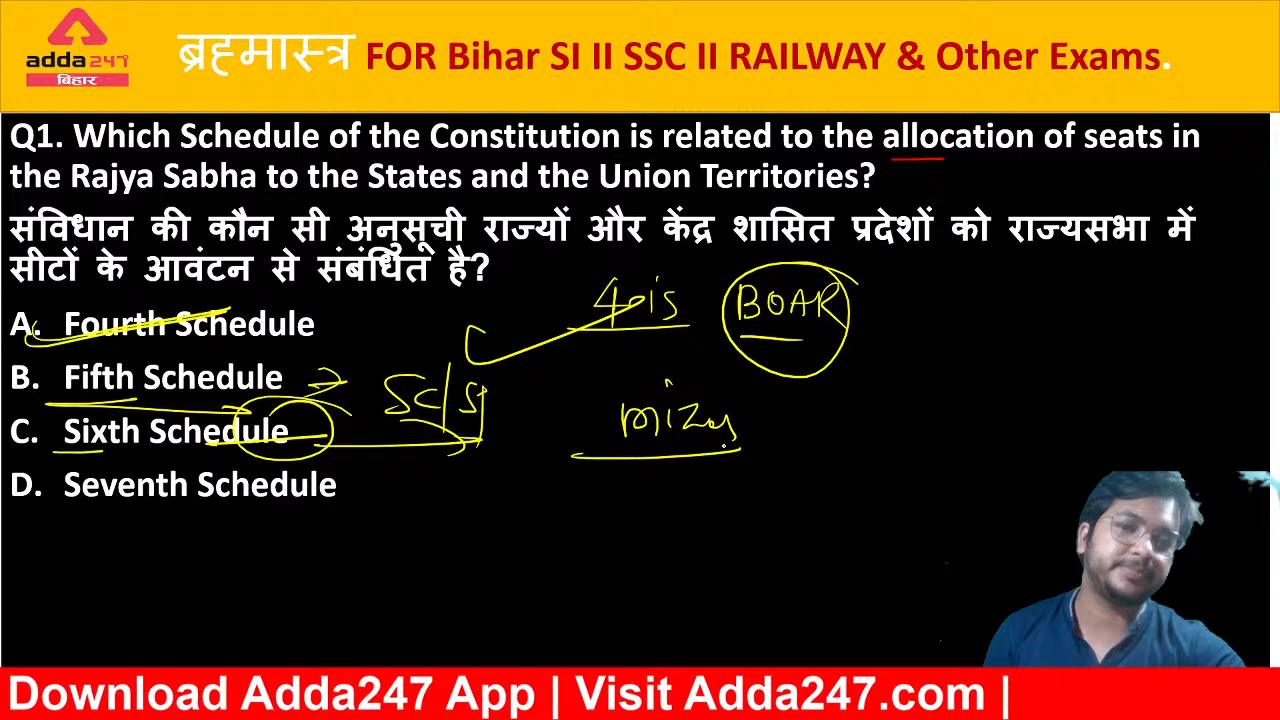 adda247
बिहार
ब्रह्मास्त्र FOR Bihar SI II SSC II RAILWAY & Other Exams.
Q1. Which Schedule of the Constitution is related to the allocation of seats in
the Rajya Sabha to the States and the Union Territories?
संविधान की कौन सी अनुसूची राज्यों और केंद्र शासित प्रदेशों को राज्यसभा में
सीटों के आवंटन से संबंधित है?
A. Fourth Schedule
BOAR
B. Fifth Schedule
SC/
C. Sixth Schedule
D. Seventh Schedule
Download Adda247 App | Visit Adda247.com |